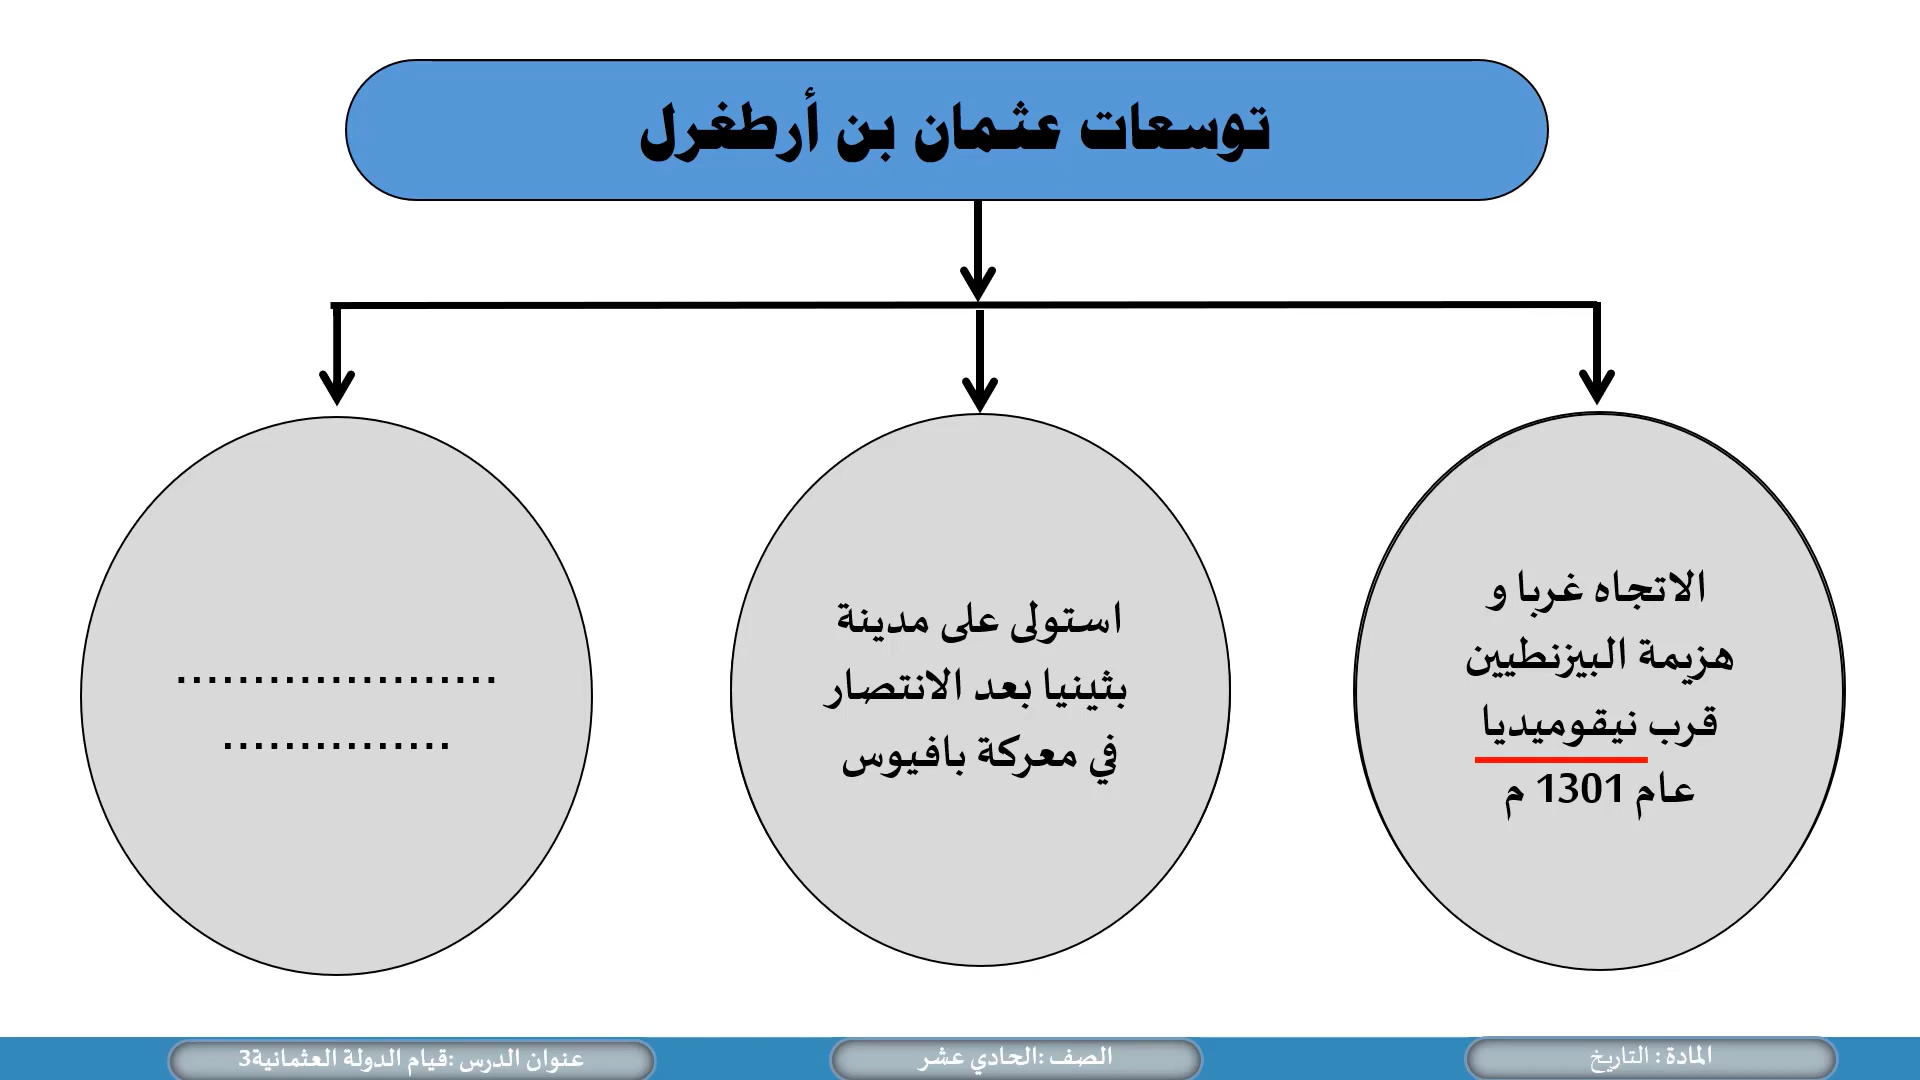 توسعات عثمان بن أرطغرل
الاتجاه غربا و
هزيمة البيزنطيين
قرب نيقوميديا
عام 1301 م
استولى على مدينة
بثينيا بعد الانتصار
في معركة بافيوس
.....................
...............
المادة : التاريخ
الصف :الحادي عشر
عنوان الدرس :قيام الدولة العثمانية3